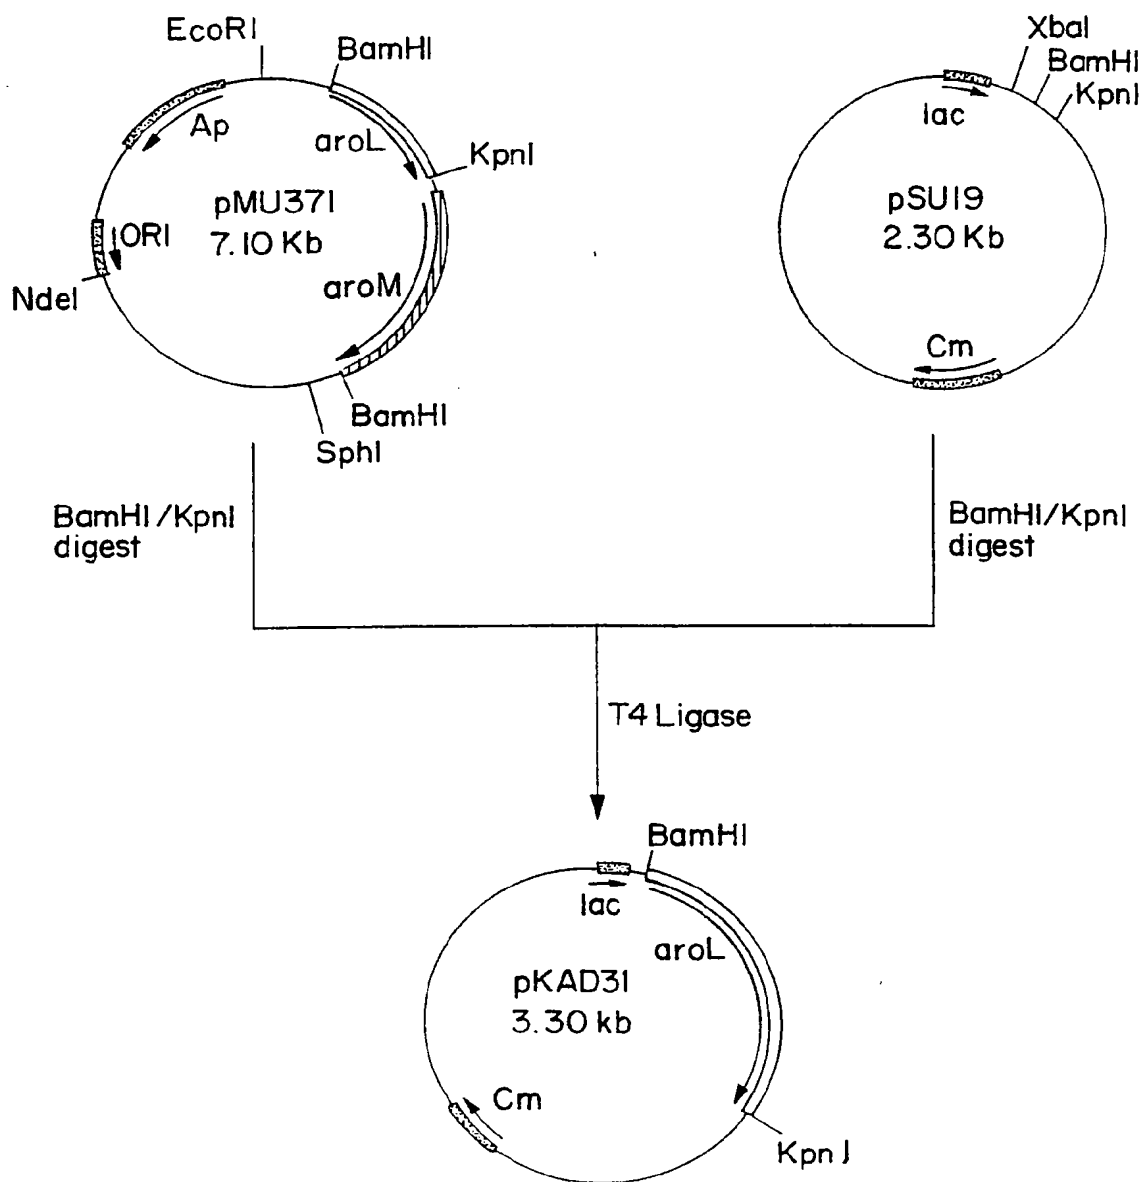 EcoRI
BamHI
Ap
aroL
KpnI
pMU371
7.10 Kb
ORI
NdeI
aroM
BamHI
SphI
XbaI
BamHI
KpnI
lac
pSU19
2.30 Kb
Cm
BamHI/KpnI
digest
BamHI/KpnI
digest
T4 Ligase
BamHI
lac
aroL
pKAD31
3.30 kb
Cm
KpnI